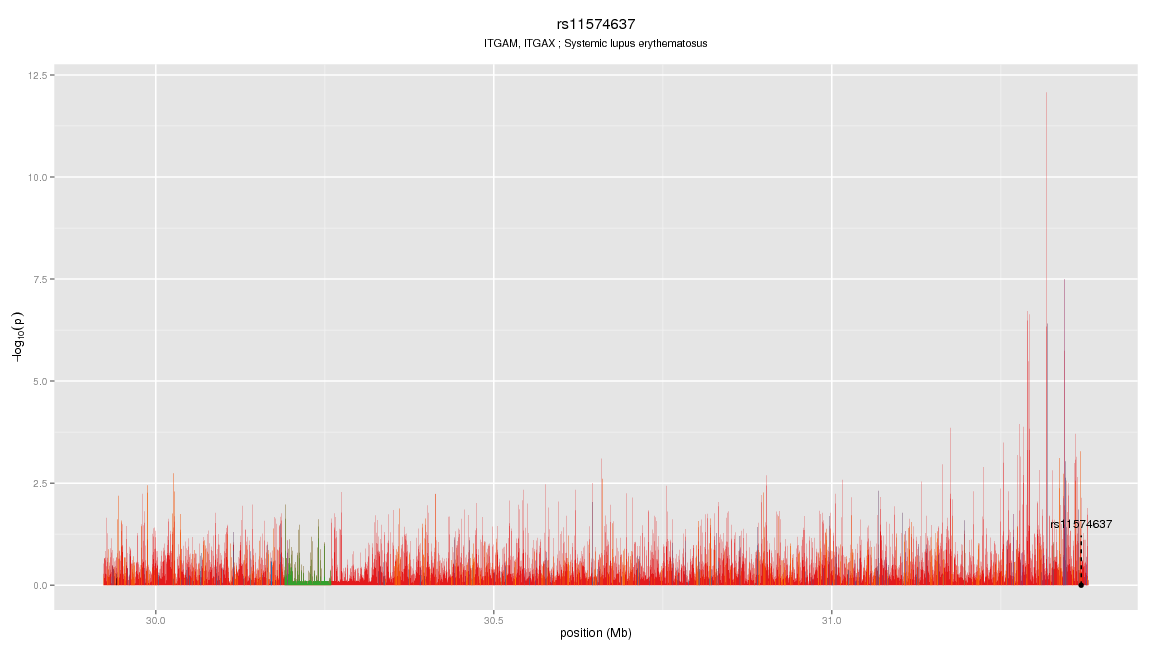 rs11574637
ITGAM, ITGAX ; Systemic lupus erythematosus
12.5
10.0
7.5
5.0
2.5
0.0
−log10(p)
rs11574637
30.0 30.5 31.0
position (Mb)